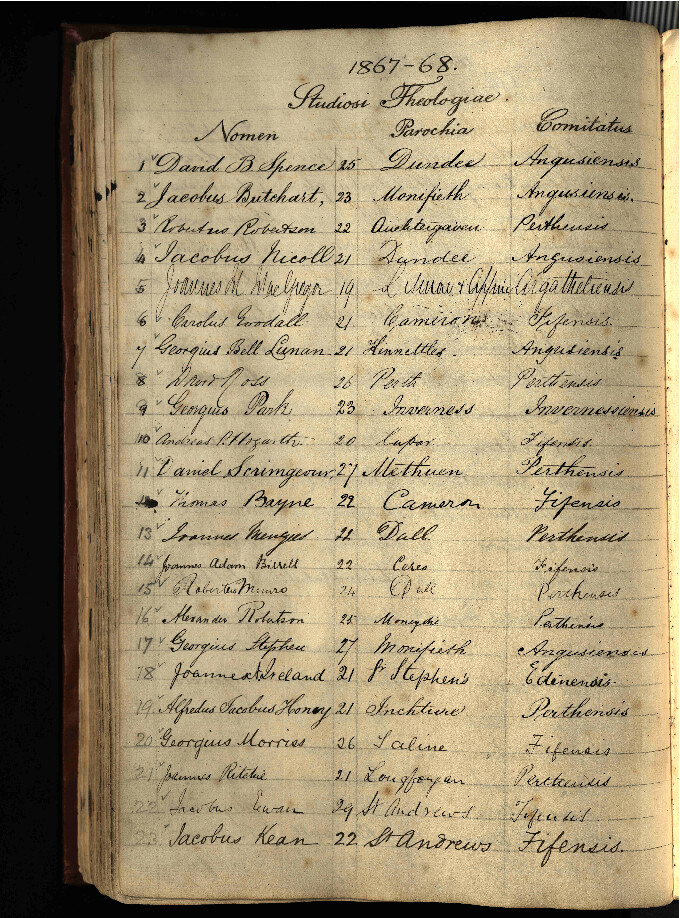 1867-68.
Studiosi Theologiae.
Nomen Parochia Comitatus
1 David B. Spence 25 Dundee Angusiensis
2 Jacobus Butchart, 23 Monifieth Angusiensis.
3 Robertus Robertson 22 Auchtergaven Perthensis
4 Jacobus Nicoll 21 Dundee Angusiensis
5 Joannes M. MacGregor 19 Lismore & Appin Argatheliensis
6 Carolus Goodall 21 Cameron Fifensis.
7 Georgius Bell Lunan 21 Kinnettles. Angusiensis
8 David Ross 26 Perth Perthensis
9 Georgius Park 23 Inverness Invernessiensis
10 Andreas P. Hogarth 20 Cupar Fifensis.
11 Daniel Scrimgeour, 27 Methven Perthensis
12 Thomas Bayne 22 Cameron Fifensis
13 Joannes Menzies 22 Dull Perthensis
14 Joannes Adam Birrell 22 Ceres Fifensis
15 Robertus Munro 24 Dull Perthensis
16 Alexander Robertson 25 Moneydie Perthensis
17 Georgius Stephen 27 Monifieth Angusiensis
18 Joannes Ireland 21 St Stephen's Edinensis.
19 Alfredus Jacobus Honey 21 Inchture Perthensis
20 Georgius Morriss 26 Saline Fifensis
21 Joannes Ritchie 21 Longforgan Perthensis
22 Jacobus Ewan 29 St Andrews Fifensis
23 Jacobus Kean 22 St Andrews Fifensis.